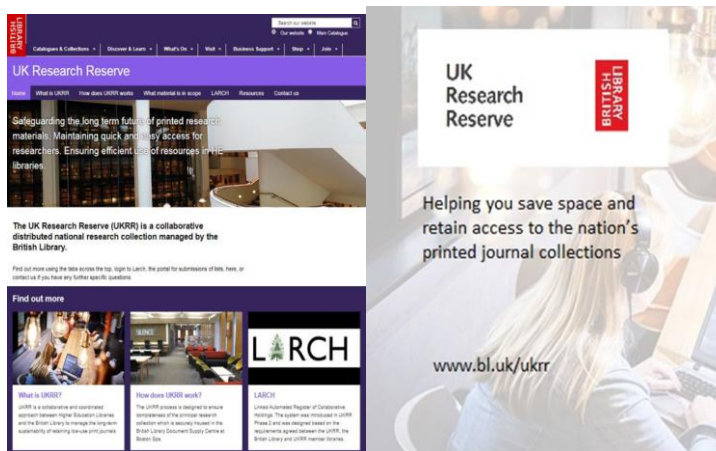 Search our website
Our website Main Catalogue
BRITISH
LIBRARY
Catalogues & Collections Discover & Learn What's On Visit Business Support Shop Join
UK Research Reserve
Home What is UKRR How does UKRR works What material is in scope LARCH Resources Contact us
Safeguarding the long term future of printed research
materials. Maintaining quick and easy access for
researchers. Ensuring efficient use of resources in HE
libraries.
The UK Research Reserve (UKRR) is a collaborative
distributed national research collection managed by the
British Library.
Find out more using the tabs across the top, login to Larch, the portal for submissions of lists, here, or
contact us if you have any further specific questions.
Find out more
SILENCE
LARCH
What is UKRR?
UKRR is a collaborative and coordinated
approach between Higher Education Libraries
and the British Library to manage the long-term
sustainability of retaining low-use print journals.
How does UKRR work?
The UKRR process is designed to ensure
completeness of the principal research
collection which is securely housed in the
British Library Document Supply Centre at
Boston Spa.
LARCH
Linked Automated Register of Collaborative
Holdings. The system was introduced in UKRR
Phase 2 and was designed based on the
requirements agreed between the UKRR, the
British Library and UKRR member libraries.
UK
Research
Reserve
BRITISH
LIBRARY
Helping you save space and
retain access to the nation's
printed journal collections
www.bl.uk/ukrr